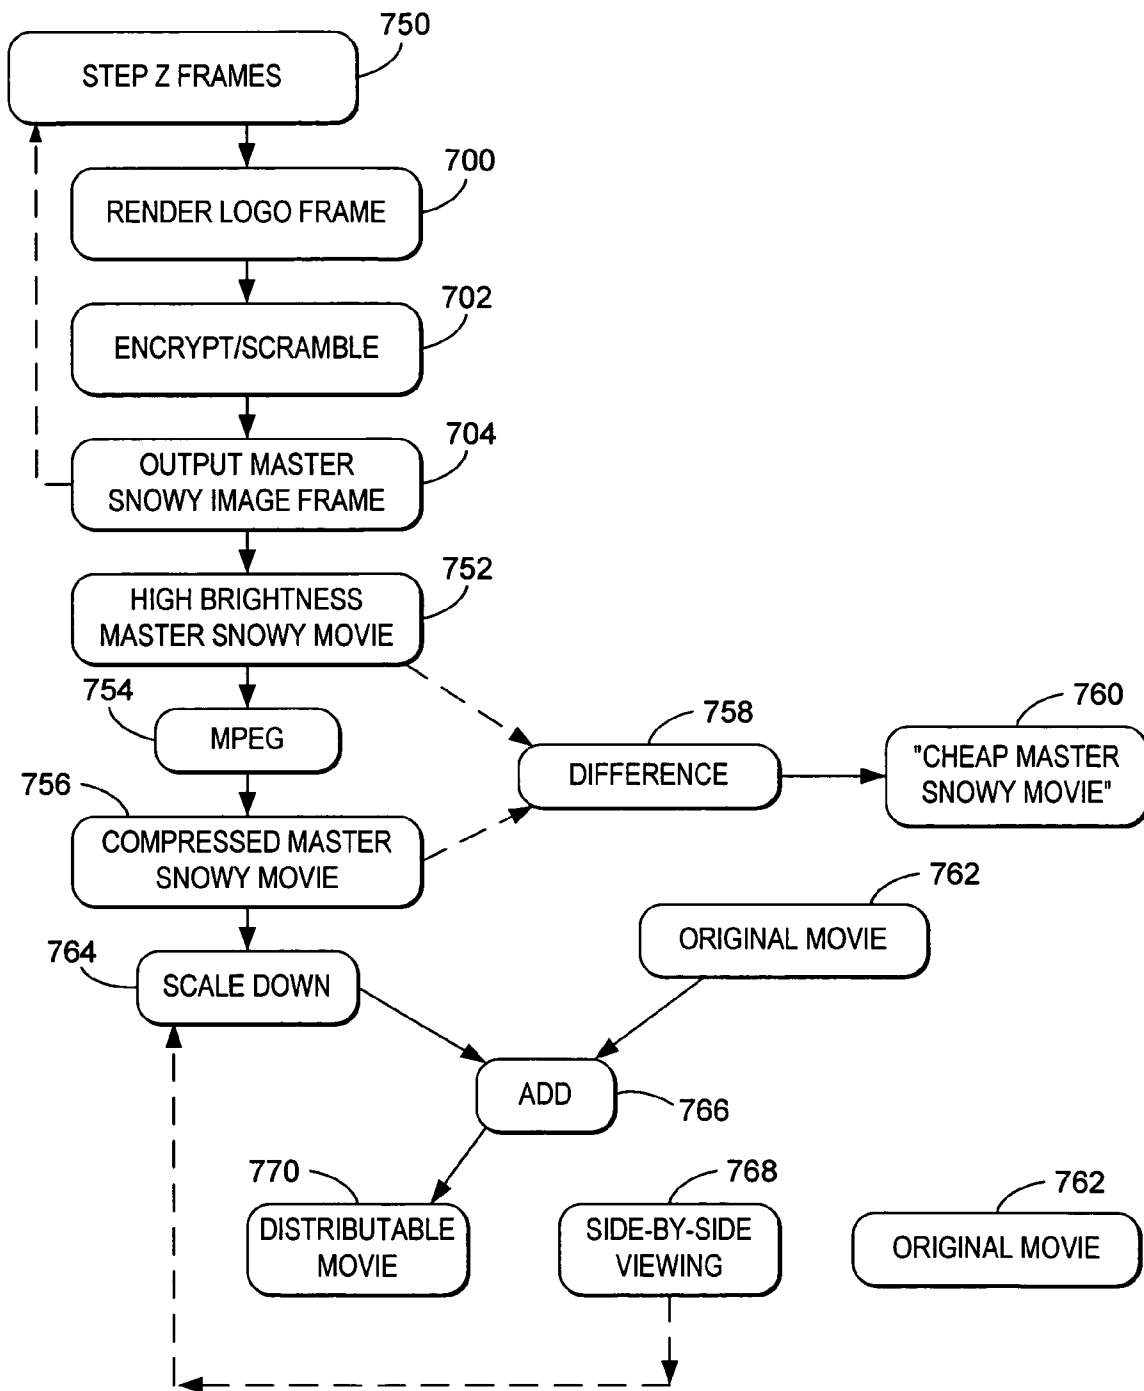 750
STEP Z FRAMES
700
RENDER LOGO FRAME
702
ENCRYPT/SCRAMBLE
704
OUTPUT MASTER
SNOWY IMAGE FRAME
752
HIGH BRIGHTNESS
MASTER SNOWY MOVIE
754
MPEG
758
DIFFERENCE
760
"CHEAP MASTER
SNOWY MOVIE"
756
COMPRESSED MASTER
SNOWY MOVIE
762
ORIGINAL MOVIE
764
SCALE DOWN
ADD
766
770
DISTRIBUTABLE
MOVIE
768
SIDE-BY-SIDE
VIEWING
762
ORIGINAL MOVIE